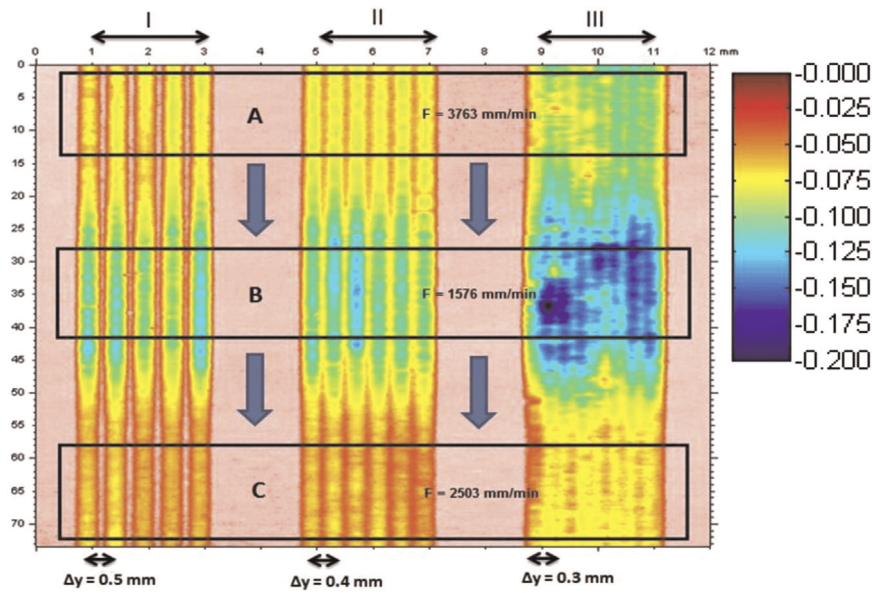 I II III
0 1 2 3 4 5 6 7 8 9 10 11 12 mm
0
5
10
15
20
25
30
35
40
45
50
55
60
65
70
A
F = 3763 mm/min
B
F = 1576 mm/min
C
F = 2503 mm/min
-0.000
-0.025
-0.050
-0.075
-0.100
-0.125
-0.150
-0.175
-0.200
Δy = 0.5 mm Δy = 0.4 mm Δy = 0.3 mm